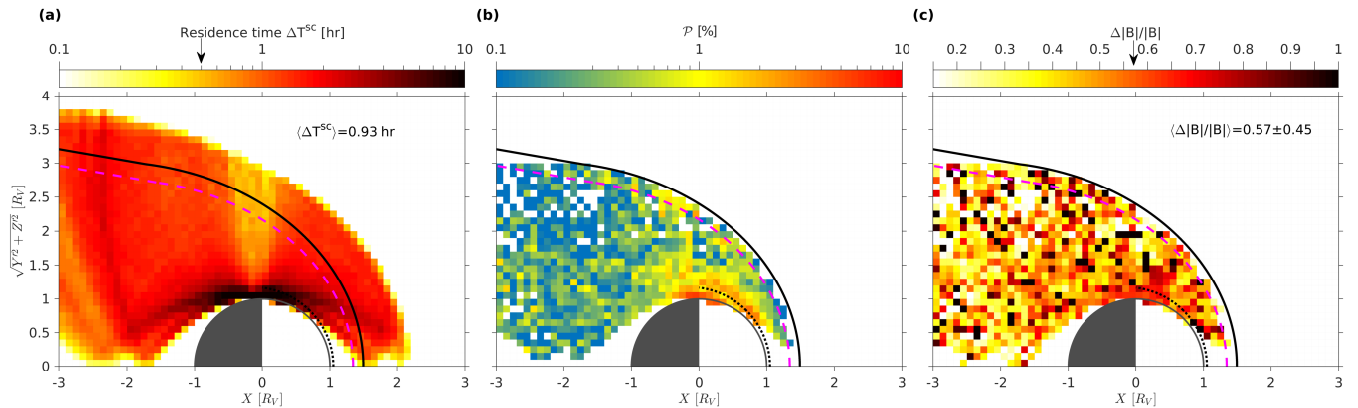 (a)
Residence time ΔT^SC [hr]
0.1 1 10
4
3.5
3
2.5
2
1.5
1
0.5
0
√Y'² + Z'² [R_V]
⟨ΔT^SC⟩=0.93 hr
-3 -2 -1 0 1 2 3
X [R_V]
(b)
𝒫 [%]
0.1 1 10
-3 -2 -1 0 1 2 3
X [R_V]
(c)
Δ|B|/|B|
0.2 0.3 0.4 0.5 0.6 0.7 0.8 0.9 1
⟨Δ|B|/|B|⟩=0.57±0.45
-3 -2 -1 0 1 2 3
X [R_V]